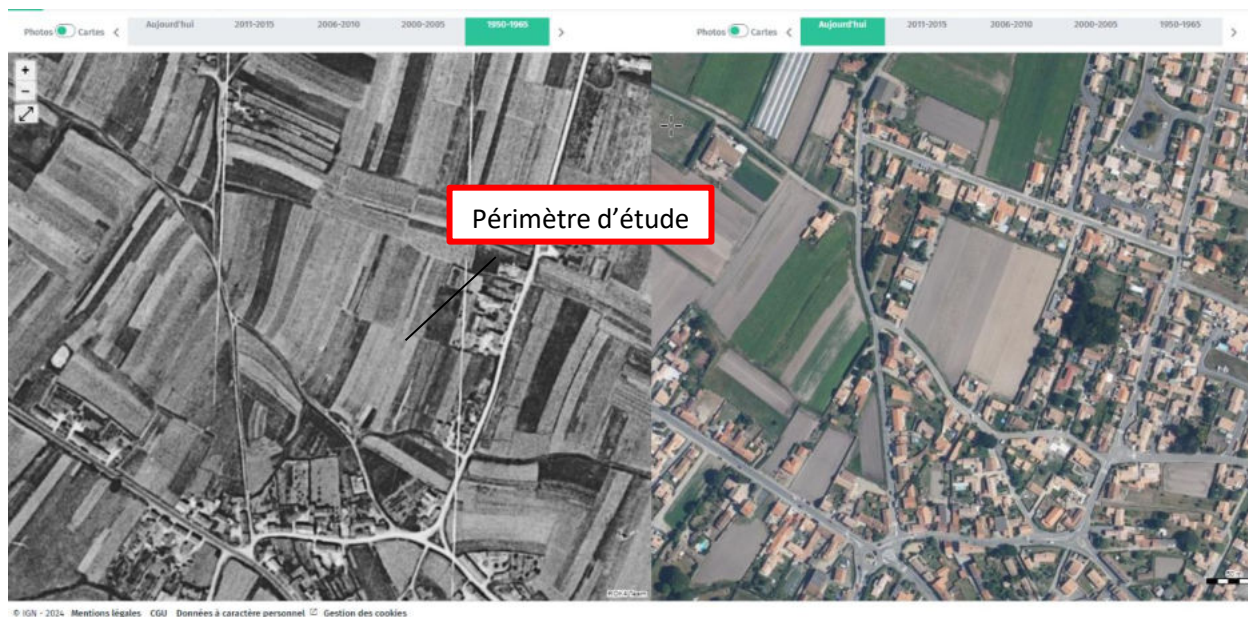 Photos Cartes < Aujourd'hui 2011-2015 2006-2010 2000-2005 1950-1965 >
Photos Cartes < Aujourd'hui 2011-2015 2006-2010 2000-2005 1950-1965 >
+
−
Périmètre d'étude
© IGN - 2024 Mentions légales CGU Données à caractère personnel Gestion des cookies